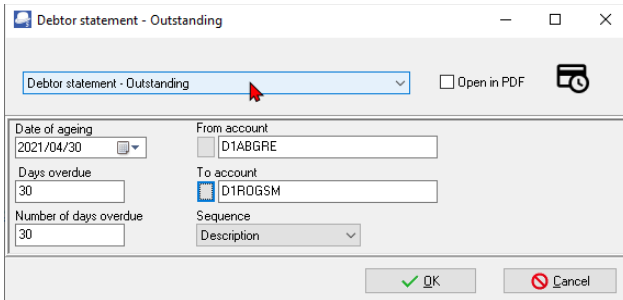 Debtor statement - Outstanding
Debtor statement - Outstanding
Open in PDF
Date of ageing
2021/04/30
From account
D1ABGRE
Days overdue
30
To account
D1ROGSM
Number of days overdue
30
Sequence
Description
OK
Cancel